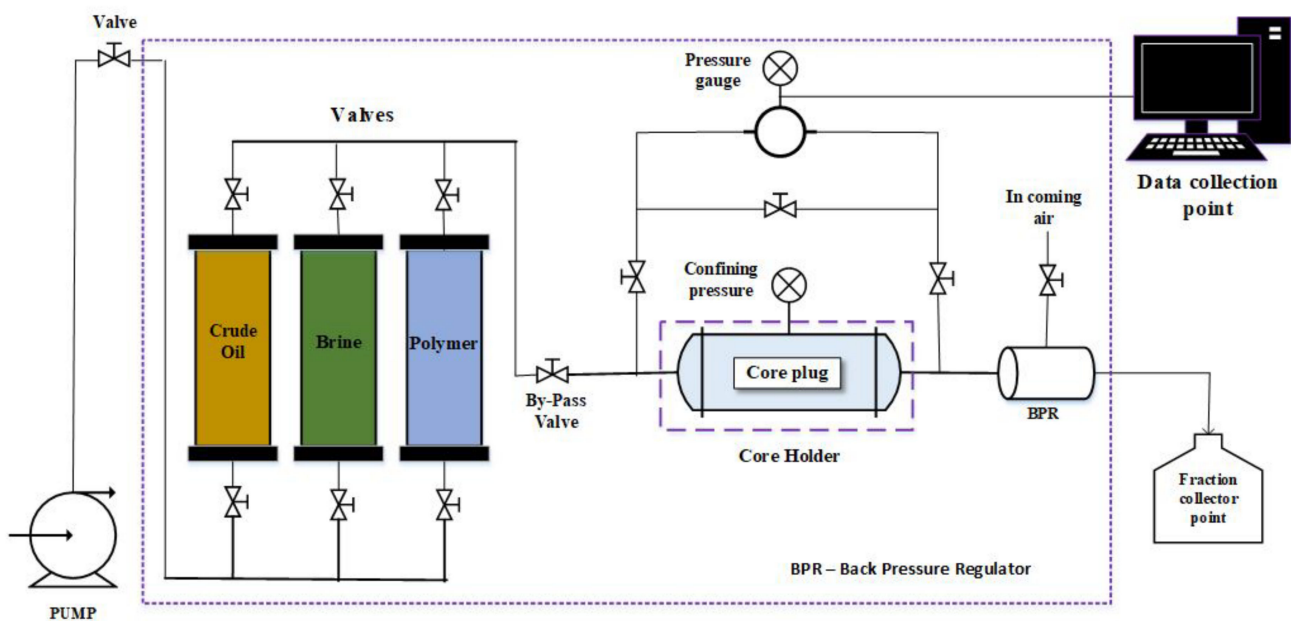 Valve
Pressure
gauge
Valves
Data collection
point
In coming
air
Confining
pressure
Crude
Oil
Brine
Polymer
Core plug
By-Pass
Valve
BPR
Core Holder
Fraction
collector
point
BPR – Back Pressure Regulator
PUMP